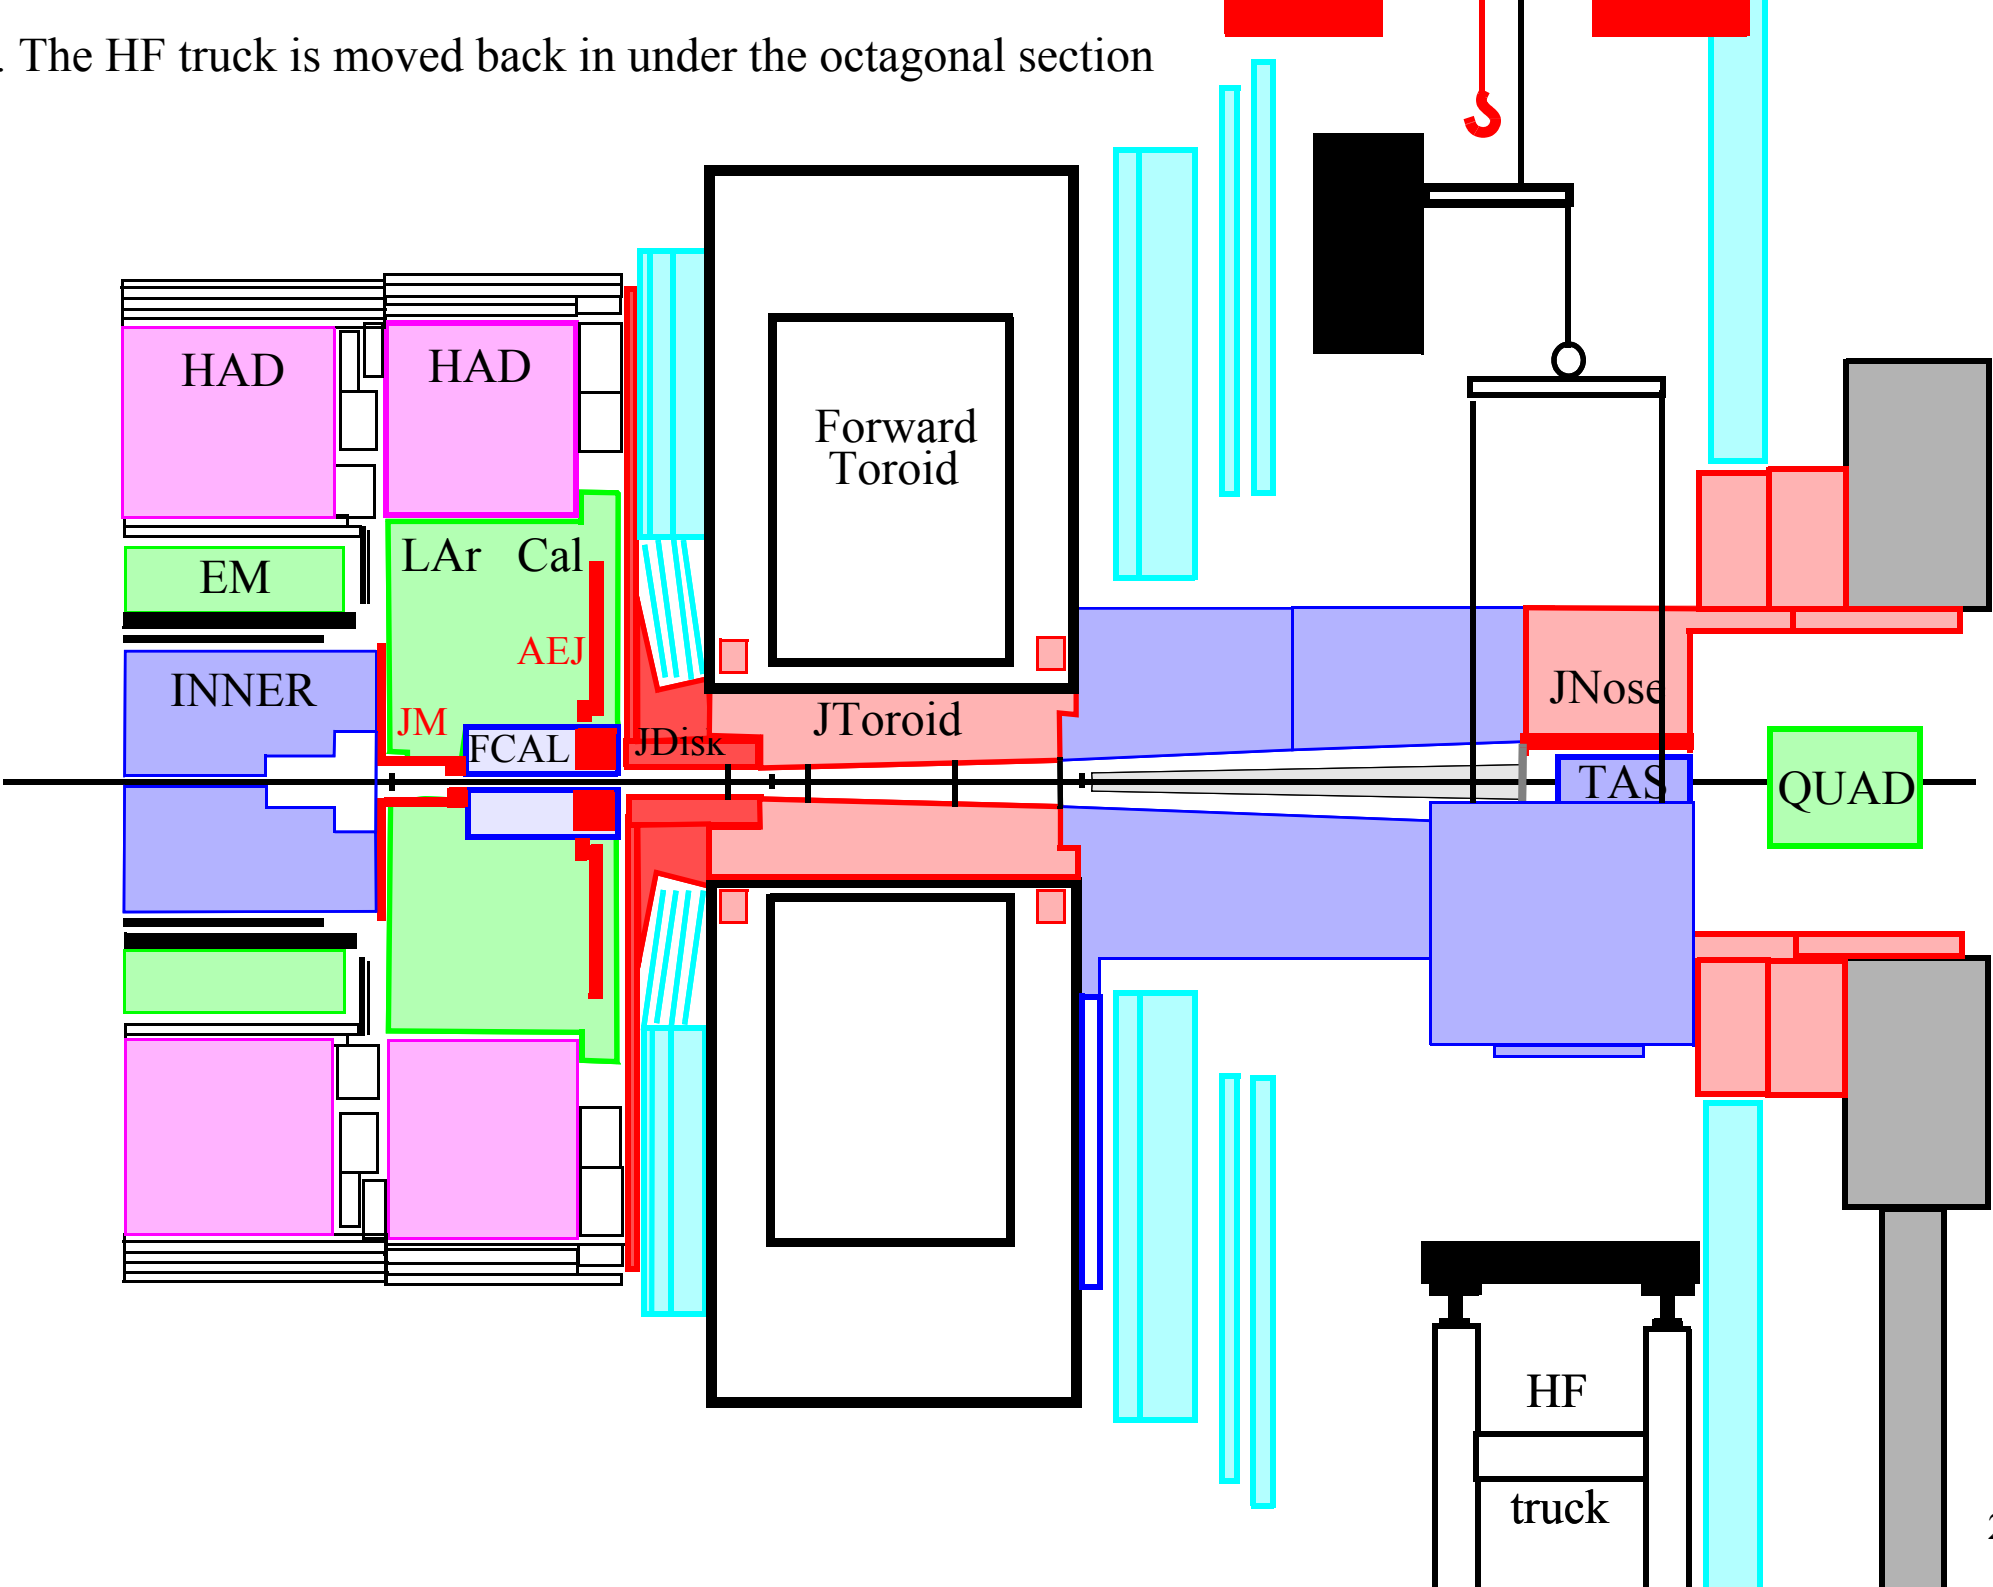 . The HF truck is moved back in under the octagonal section
HAD
HAD
Forward
Toroid
LAr Cal
EM
AEJ
INNER
JNose
JM
JToroid
FCAL
JDisk
TAS
QUAD
HF
truck